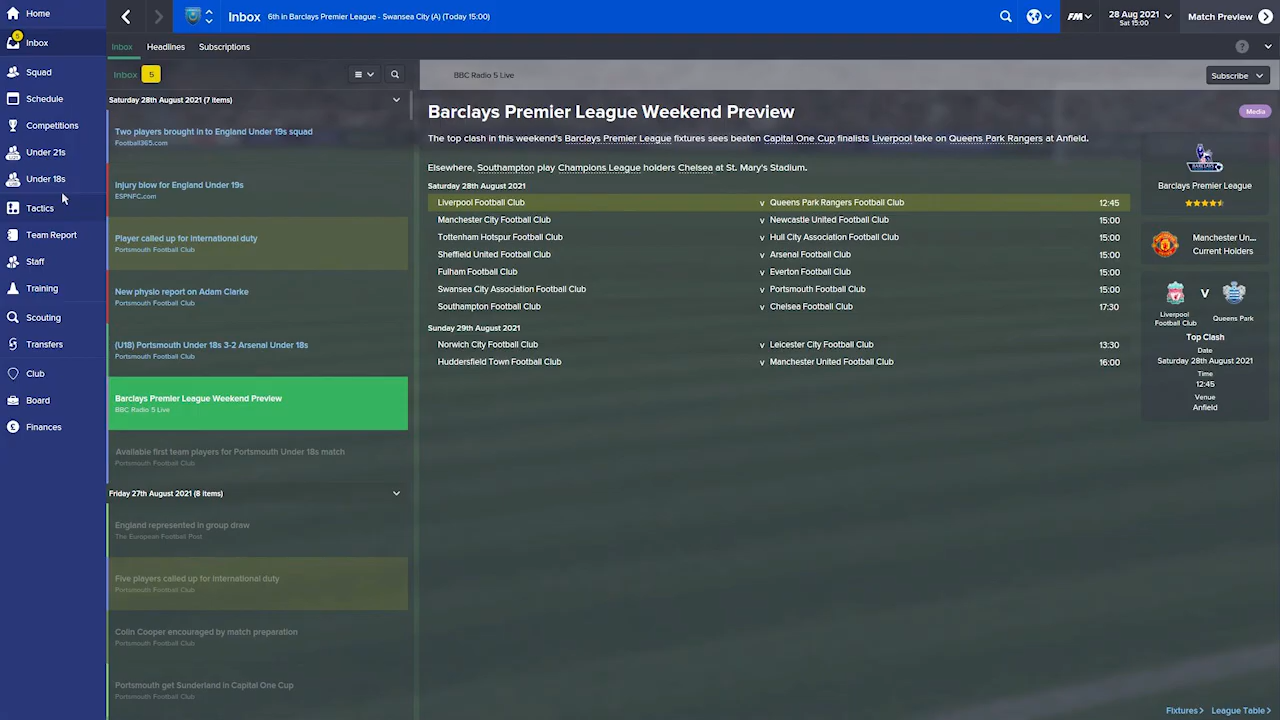 Home
5
Inbox
Squad
Schedule
Competitions
U21
Under 21s
U18
Under 18s
Tactics
Team Report
Staff
Training
Scouting
Transfers
Club
Board
Finances
Inbox
6th in Barclays Premier League - Swansea City (A) (Today 15:00)
FM
28 Aug 2021
Sat 15:00
Match Preview
Inbox
Headlines
Subscriptions
?
Inbox
5
Saturday 28th August 2021 (7 items)
Two players brought in to England Under 19s squad
Football365.com
Injury blow for England Under 19s
ESPNFC.com
Player called up for international duty
Portsmouth Football Club
New physio report on Adam Clarke
Portsmouth Football Club
(U18) Portsmouth Under 18s 3-2 Arsenal Under 18s
Portsmouth Football Club
Barclays Premier League Weekend Preview
BBC Radio 5 Live
Available first team players for Portsmouth Under 18s match
Portsmouth Football Club
Friday 27th August 2021 (8 items)
England represented in group draw
The European Football Post
Five players called up for international duty
Portsmouth Football Club
Colin Cooper encouraged by match preparation
Portsmouth Football Club
Portsmouth get Sunderland in Capital One Cup
Portsmouth Football Club
BBC Radio 5 Live
Subscribe
Barclays Premier League Weekend Preview
Media
The top clash in this weekend's Barclays Premier League fixtures sees beaten Capital One Cup finalists Liverpool take on Queens Park Rangers at Anfield.
Elsewhere, Southampton play Champions League holders Chelsea at St. Mary's Stadium.
Saturday 28th August 2021
Liverpool Football Club v Queens Park Rangers Football Club 12:45
Manchester City Football Club v Newcastle United Football Club 15:00
Tottenham Hotspur Football Club v Hull City Association Football Club 15:00
Sheffield United Football Club v Arsenal Football Club 15:00
Fulham Football Club v Everton Football Club 15:00
Swansea City Association Football Club v Portsmouth Football Club 15:00
Southampton Football Club v Chelsea Football Club 17:30
Sunday 29th August 2021
Norwich City Football Club v Leicester City Football Club 13:30
Huddersfield Town Football Club v Manchester United Football Club 16:00
Barclays Premier League
Manchester Un...
Current Holders
V
Liverpool Football Club
Queens Park
Top Clash
Date
Saturday 28th August 2021
Time
12:45
Venue
Anfield
Fixtures
League Table